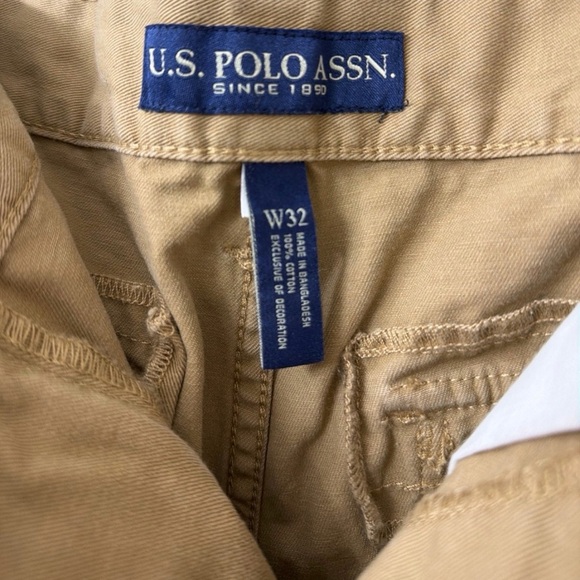 U.S. POLO ASSN.
SINCE 1890
W32
MADE IN BANGLADESH
100% COTTON
EXCLUSIVE OF DECORATION